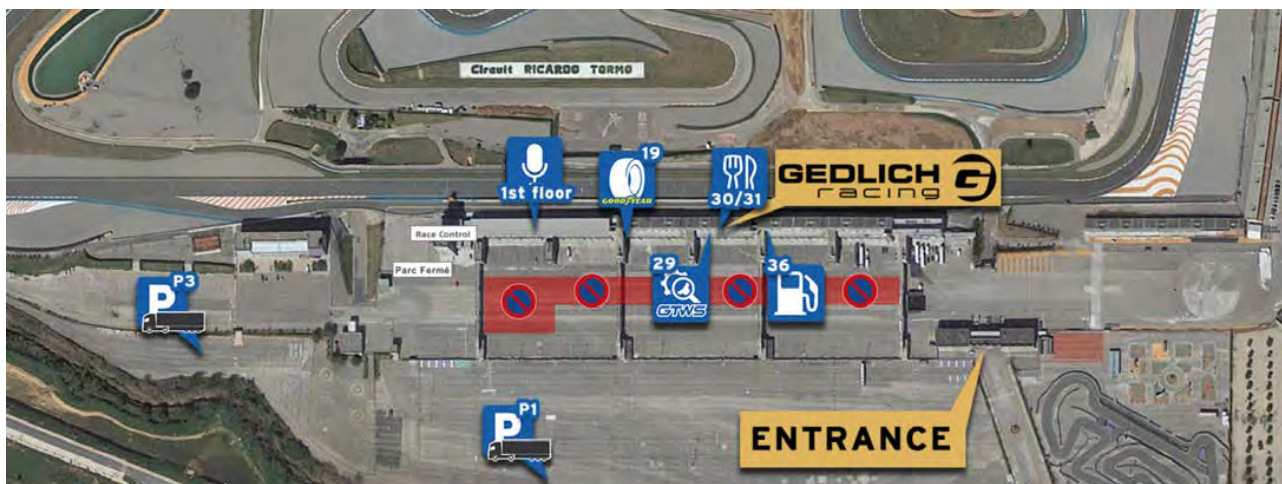 Circuit RICARDO TORMO
1st floor
19
GOODYEAR
30/31
GEDLICH
racing
G
Race Control
Parc Fermé
29
GTWS
36
P3
P
P1
P
ENTRANCE